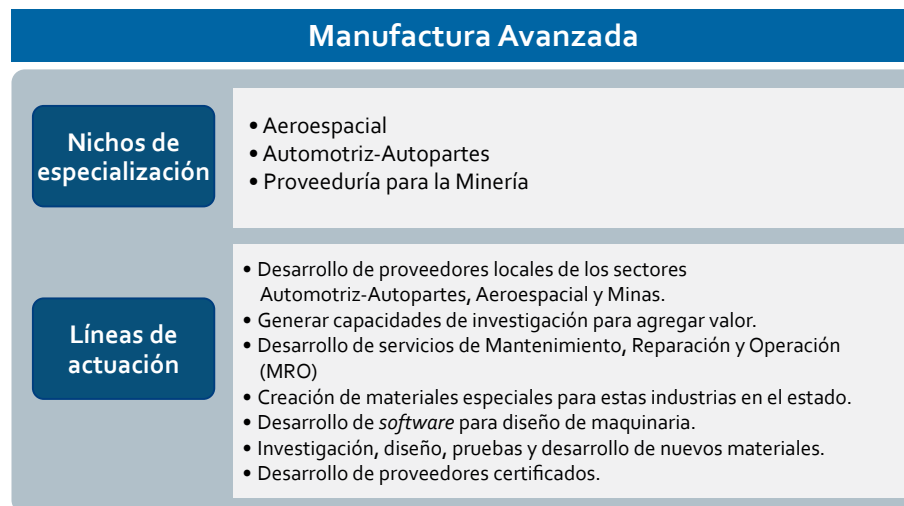 Manufactura Avanzada
Nichos de
especialización
• Aeroespacial
• Automotriz-Autopartes
• Proveeduría para la Minería
Líneas de
actuación
• Desarrollo de proveedores locales de los sectores
Automotriz-Autopartes, Aeroespacial y Minas.
• Generar capacidades de investigación para agregar valor.
• Desarrollo de servicios de Mantenimiento, Reparación y Operación
(MRO)
• Creación de materiales especiales para estas industrias en el estado.
• Desarrollo de software para diseño de maquinaria.
• Investigación, diseño, pruebas y desarrollo de nuevos materiales.
• Desarrollo de proveedores certificados.